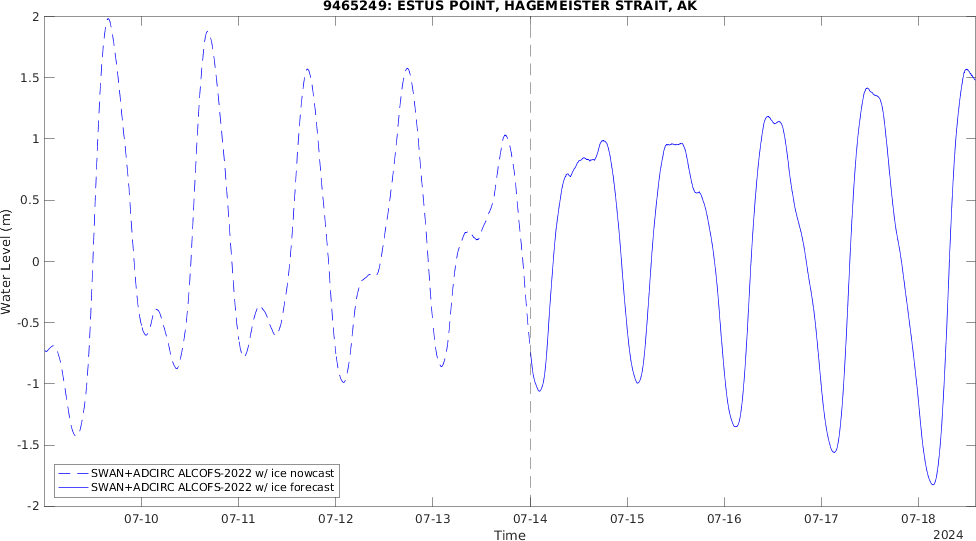 9465249: ESTUS POINT, HAGEMEISTER STRAIT, AK
2
1.5
1
0.5
0
-0.5
-1
-1.5
-2
Water Level (m)
SWAN+ADCIRC ALCOFS-2022 w/ ice nowcast
SWAN+ADCIRC ALCOFS-2022 w/ ice forecast
07-10 07-11 07-12 07-13 07-14 07-15 07-16 07-17 07-18
Time
2024